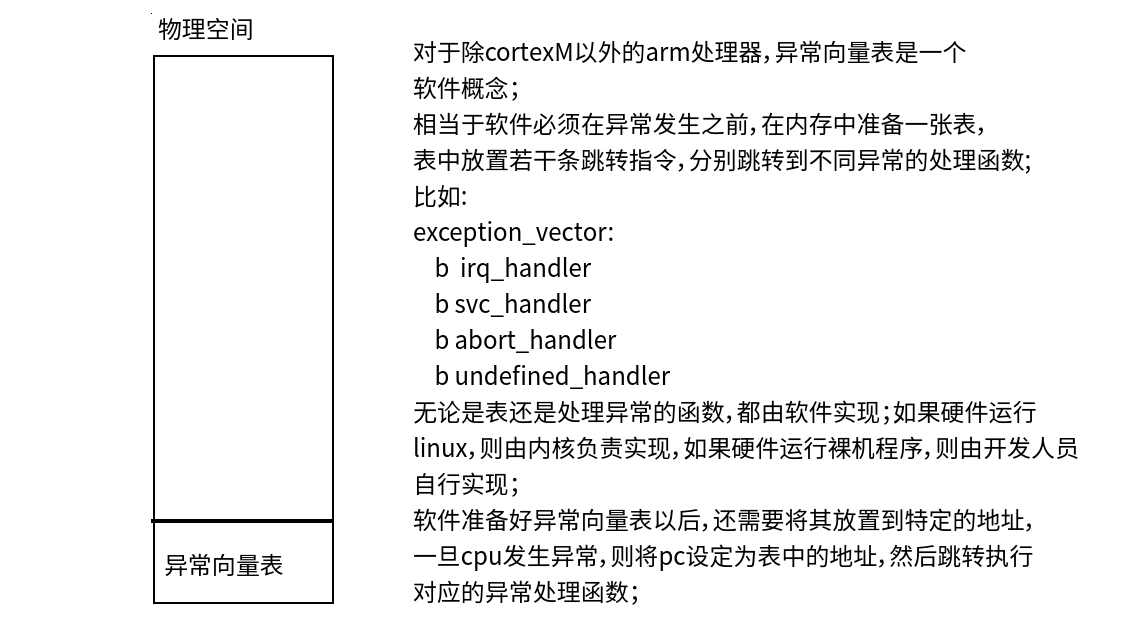 物理空间
对于除cortexM以外的arm处理器，异常向量表是一个
软件概念；
相当于软件必须在异常发生之前，在内存中准备一张表，
表中放置若干条跳转指令，分别跳转到不同异常的处理函数;
比如:
exception_vector:
b  irq_handler
b svc_handler
b abort_handler
b undefined_handler
无论是表还是处理异常的函数，都由软件实现；如果硬件运行
linux，则由内核负责实现，如果硬件运行裸机程序，则由开发人员
自行实现；
软件准备好异常向量表以后，还需要将其放置到特定的地址，
一旦cpu发生异常，则将pc设定为表中的地址，然后跳转执行
对应的异常处理函数；
异常向量表